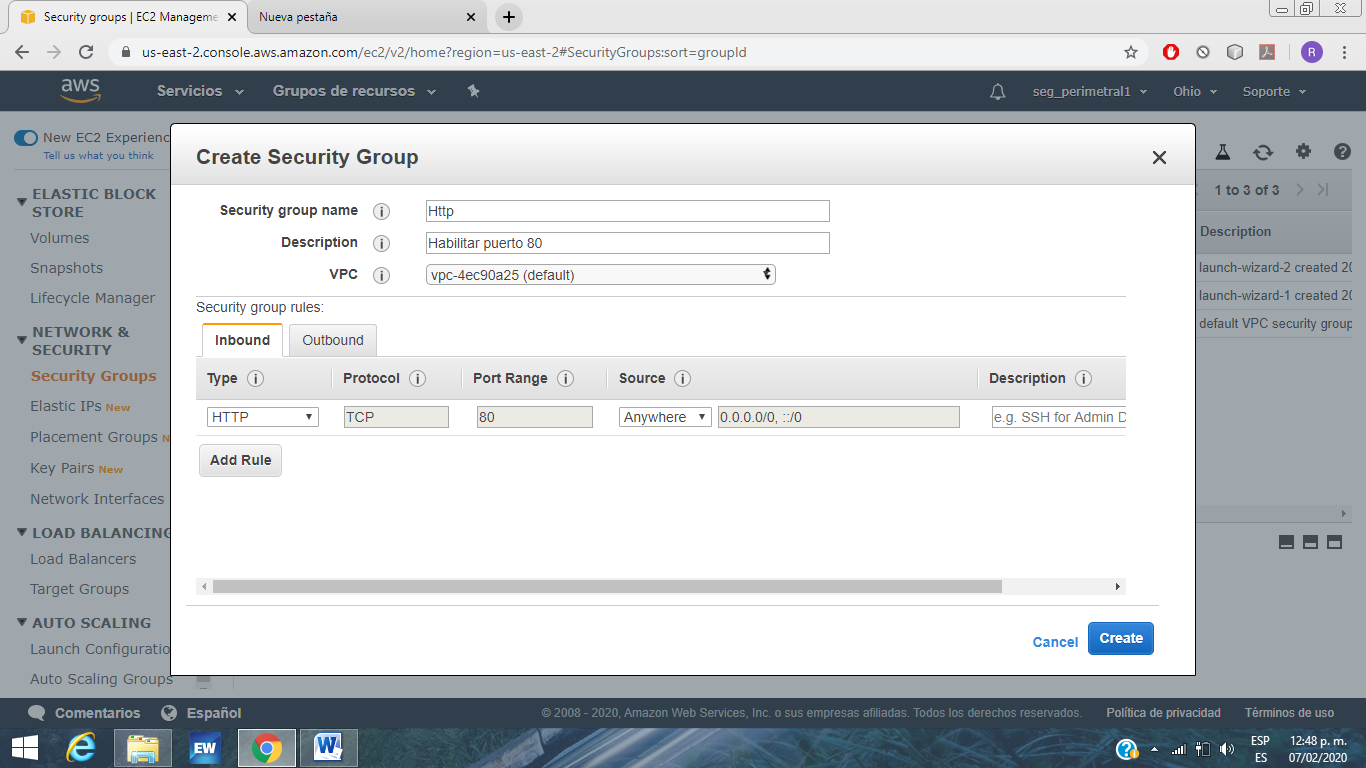 Security groups | EC2 Manageme
Nueva pestaña
us-east-2.console.aws.amazon.com/ec2/v2/home?region=us-east-2#SecurityGroups:sort=groupId
R
aws
Servicios
Grupos de recursos
seg_perimetral1
Ohio
Soporte
New EC2 Experienc
Tell us what you think
ELASTIC BLOCK
STORE
Volumes
Snapshots
Lifecycle Manager
NETWORK &
SECURITY
Security Groups
Elastic IPs New
Placement Groups N
Key Pairs New
Network Interfaces
LOAD BALANCING
Load Balancers
Target Groups
AUTO SCALING
Launch Configuratio
Auto Scaling Groups
Create Security Group
Security group name
Http
Description
Habilitar puerto 80
VPC
vpc-4ec90a25 (default)
Security group rules:
Inbound
Outbound
Type
Protocol
Port Range
Source
Description
HTTP
TCP
80
Anywhere
0.0.0.0/0, ::/0
e.g. SSH for Admin D
Add Rule
Cancel
Create
1 to 3 of 3
Description
launch-wizard-2 created 20
launch-wizard-1 created 20
default VPC security group
Comentarios
Español
© 2008 - 2020, Amazon Web Services, Inc. o sus empresas afiliadas. Todos los derechos reservados.
Política de privacidad
Términos de uso
EW
W
ESP
ES
12:48 p. m.
07/02/2020